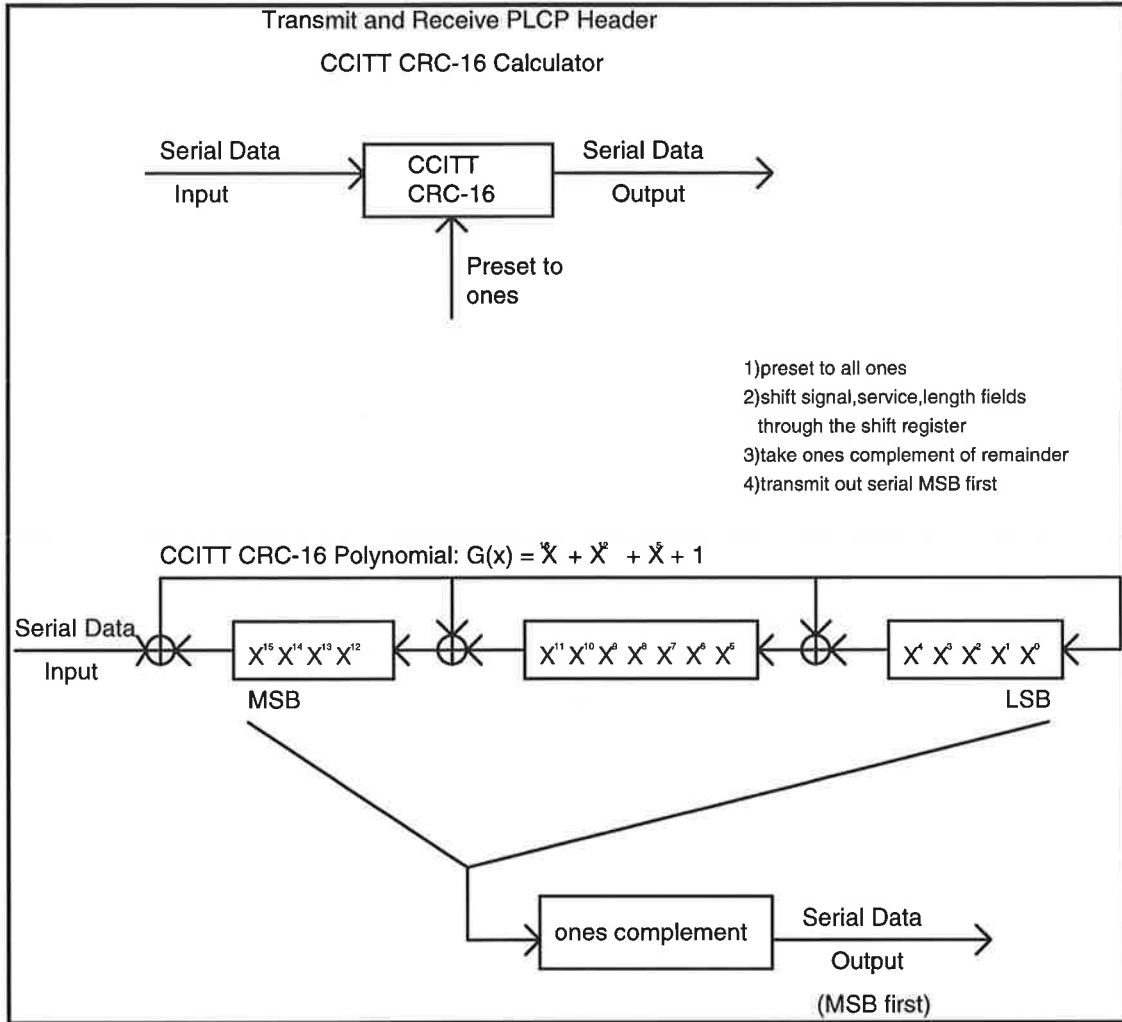 Transmit and Receive PLCP Header
CCITT CRC-16 Calculator
Serial Data
Input
CCITT
CRC-16
Serial Data
Output
Preset to
ones
1)preset to all ones
2)shift signal,service,length fields
through the shift register
3)take ones complement of remainder
4)transmit out serial MSB first
CCITT CRC-16 Polynomial: G(x) = X¹⁶ + X¹² + X⁵ + 1
Serial Data
Input
X¹⁵ X¹⁴ X¹³ X¹²
X¹¹ X¹⁰ X⁹ X⁸ X⁷ X⁶ X⁵
X⁴ X³ X² X¹ X⁰
MSB
LSB
ones complement
Serial Data
Output
(MSB first)